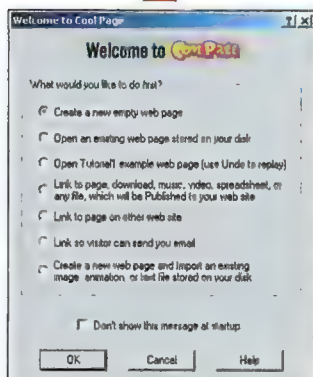 Welcome to Cool Page
Welcome to COOL PAGE
What would you like to do first?
Create a new empty web page
Open an existing web page stored on your disk
Open Tutorial1 example web page (use Undo to replay)
Link to page, download, music, video, spreadsheet, or
any file, which will be Published to your web site
Link to page on other web site
Link so visitor can send you email
Create a new web page and Import an existing
image, animation, or text file stored on your disk
Don't show this message at startup
OK Cancel Help